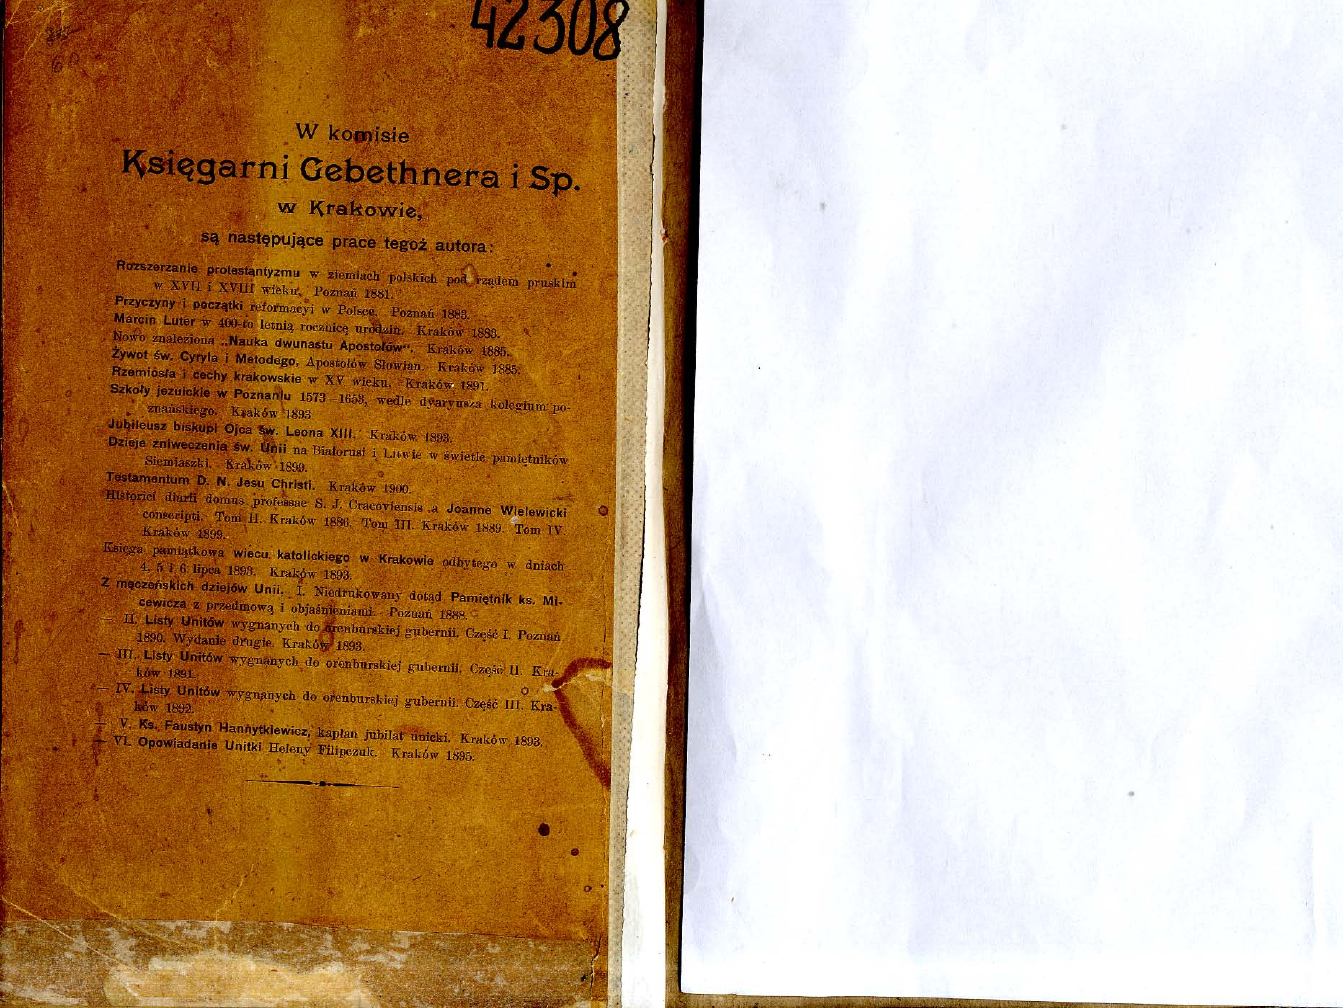 42308
W komisie
Księgarni Gebethnera i Sp.
w Krakowie,
są następujące prace tegoż autora:
Rozszerzanie protestantyzmu w ziemiach polskich pod rządem pruskim
w XVII i XVIII wieku. Poznań 1881.
Przyczyny i początki reformacyi w Polsce. Poznań 1883.
Marcin Luter w 400-to letnią rocznicę urodzin. Kraków 1883.
Nowo znaleziona „Nauka dwunastu Apostołów“. Kraków 1885.
Żywot św. Cyryla i Metodego, Apostołów Słowian. Kraków 1885.
Rzemiosła i cechy krakowskie w XV wieku. Kraków 1891.
Szkoły jezuickie w Poznaniu 1573—1653, wedle dyaryusza kolegium po-
znańskiego. Kraków 1893
Jubileusz biskupi Ojca św. Leona XIII. Kraków 1893.
Dzieje zniweczenia św. Unii na Białorusi i Litwie w świetle pamiętników
Siemiaszki. Kraków 1899.
Testamentum D. N. Jesu Christi. Kraków 1900.
Historici diarii domus professae S. J. Cracoviensis a Joanne Wielewicki
conscripti. Tom II. Kraków 1886. Tom III. Kraków 1889. Tom IV
Kraków 1899.
Księga pamiątkowa wiecu katolickiego w Krakowie odbytego w dniach
4, 5 i 6 lipca 1893. Kraków 1893.
Z męczeńskich dziejów Unii. I. Niedrukowany dotąd Pamiętnik ks. Mi-
cewicza z przedmową i objaśnieniami. Poznań 1888.
— II. Listy Unitów wygnanych do orenburskiej gubernii. Część I. Poznań
1890. Wydanie drugie. Kraków 1893.
— III. Listy Unitów wygnanych do orenburskiej gubernii. Część II. Kra-
ków 1891.
— IV. Listy Unitów wygnanych do orenburskiej gubernii. Część III. Kra-
ków 1892.
— V. Ks. Faustyn Hannytkiewicz, kapłan jubilat unicki. Kraków 1893.
— VI. Opowiadanie Unitki Heleny Filipczuk. Kraków 1895.